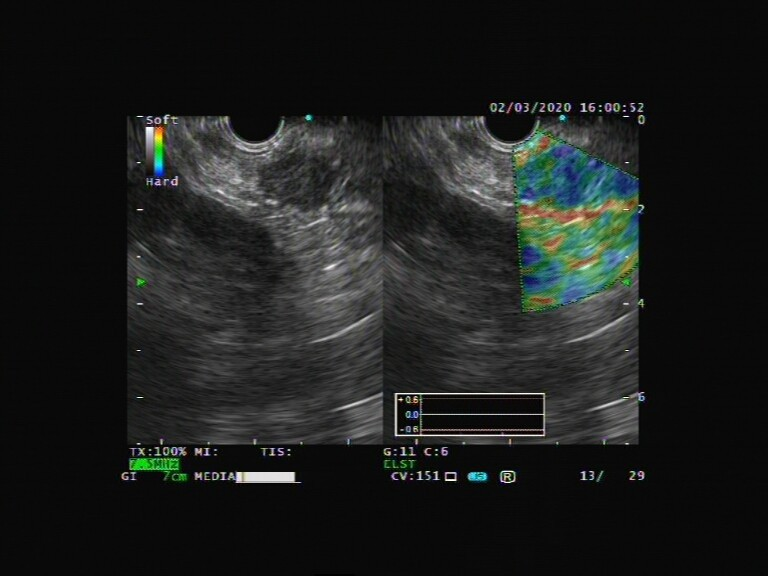 02/03/2020 16:00:52
Soft
Hard
0
2
4
6
+0.6
0.0
-0.6
TX:100% MI: TIS: G:11 C:6
7.5MHz ELST
GI 7cm MEDIA CV:151 R 13/ 29